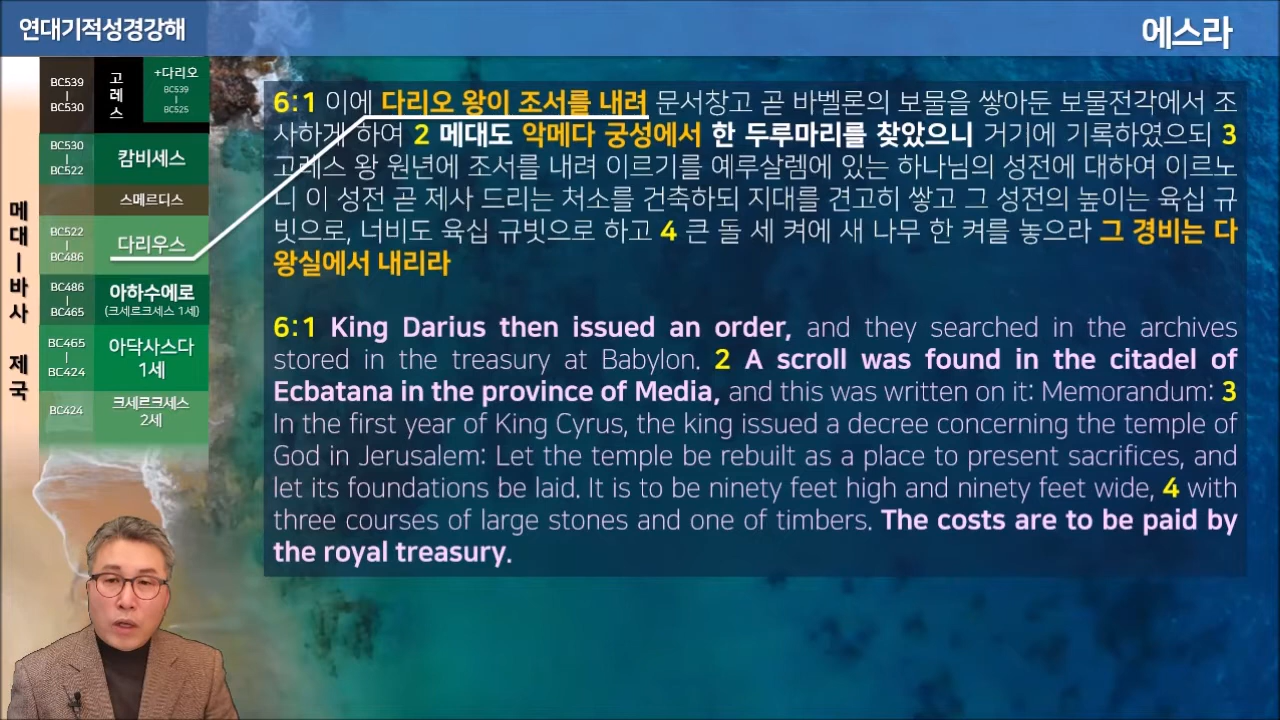 연대기적성경강해
에스라
메대ㅡ바사 제국
BC539
|
BC530
고레스
+다리오
BC539
|
BC525
BC530
|
BC522
캄비세스
스메르디스
BC522
|
BC486
다리우스
BC486
|
BC465
아하수에로
(크세르크세스 1세)
BC465
|
BC424
아닥사스다
1세
BC424
크세르크세스
2세
6:1 이에 다리오 왕이 조서를 내려 문서창고 곧 바벨론의 보물을 쌓아둔 보물전각에서 조
사하게 하여 2 메대도 악메다 궁성에서 한 두루마리를 찾았으니 거기에 기록하였으되 3
고레스 왕 원년에 조서를 내려 이르기를 예루살렘에 있는 하나님의 성전에 대하여 이르노
니 이 성전 곧 제사 드리는 처소를 건축하되 지대를 견고히 쌓고 그 성전의 높이는 육십 규
빗으로, 너비도 육십 규빗으로 하고 4 큰 돌 세 켜에 새 나무 한 켜를 놓으라 그 경비는 다
왕실에서 내리라
6:1 King Darius then issued an order, and they searched in the archives
stored in the treasury at Babylon. 2 A scroll was found in the citadel of
Ecbatana in the province of Media, and this was written on it: Memorandum: 3
In the first year of King Cyrus, the king issued a decree concerning the temple of
God in Jerusalem: Let the temple be rebuilt as a place to present sacrifices, and
let its foundations be laid. It is to be ninety feet high and ninety feet wide, 4 with
three courses of large stones and one of timbers. The costs are to be paid by
the royal treasury.